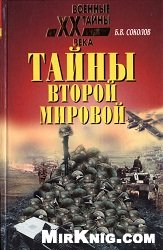 ВОЕННЫЕ
ТАЙНЫ
XX
ВЕКА
Б.В. СОКОЛОВ
ТАЙНЫ
ВТОРОЙ
МИРОВОЙ
MirKnig.com